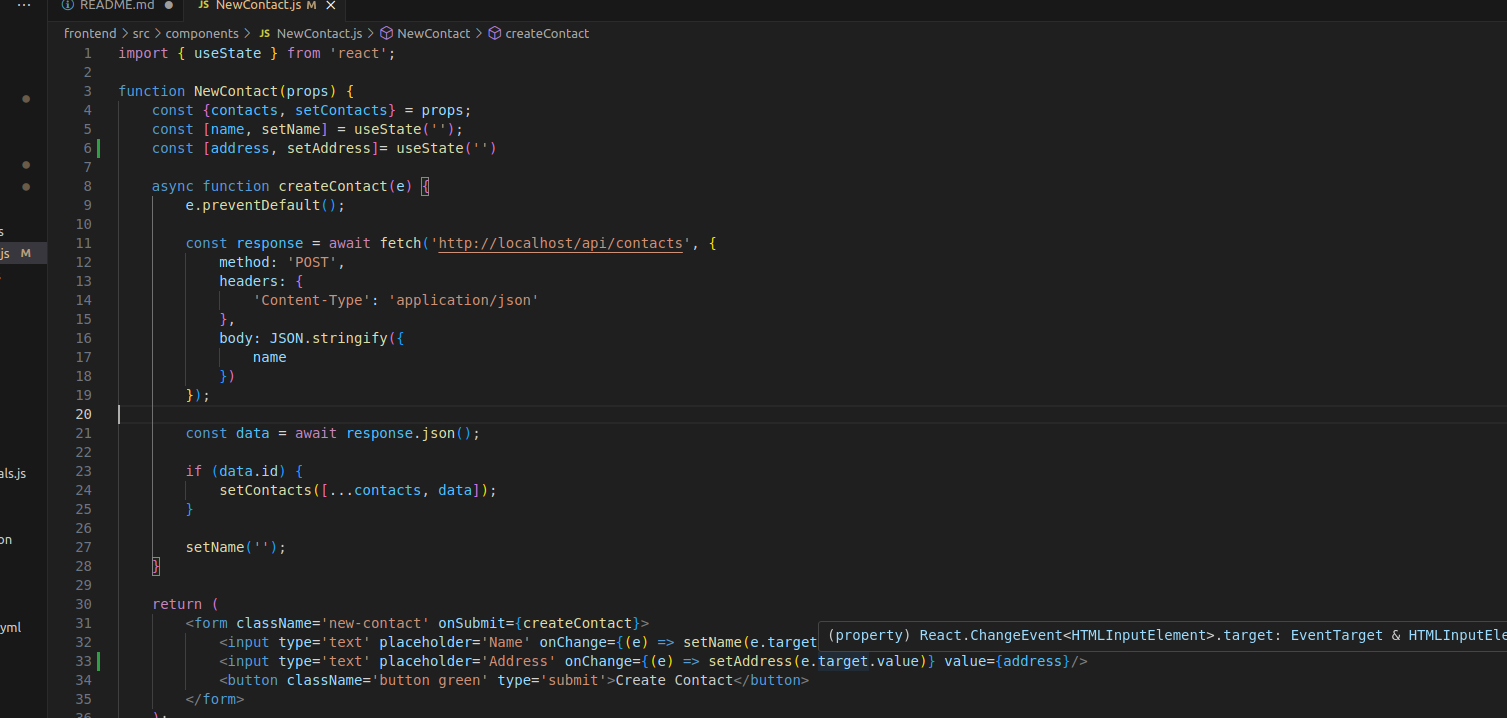 README.md
JS NewContact.js M
frontend > src > components > JS NewContact.js > NewContact > createContact
1 import { useState } from 'react';
2
3 function NewContact(props) {
4 const {contacts, setContacts} = props;
5 const [name, setName] = useState('');
6 const [address, setAddress]= useState('')
7
8 async function createContact(e) {
9 e.preventDefault();
10
11 const response = await fetch('http://localhost/api/contacts', {
12 method: 'POST',
13 headers: {
14 'Content-Type': 'application/json'
15 },
16 body: JSON.stringify({
17 name
18 })
19 });
20
21 const data = await response.json();
22
23 if (data.id) {
24 setContacts([...contacts, data]);
25 }
26
27 setName('');
28 }
29
30 return (
31 <form className='new-contact' onSubmit={createContact}>
32 <input type='text' placeholder='Name' onChange={(e) => setName(e.target
(property) React.ChangeEvent<HTMLInputElement>.target: EventTarget & HTMLInputEle
33 <input type='text' placeholder='Address' onChange={(e) => setAddress(e.target.value)} value={address}/>
34 <button className='button green' type='submit'>Create Contact</button>
35 </form>
36 );
s
js M
als.js
on
yml